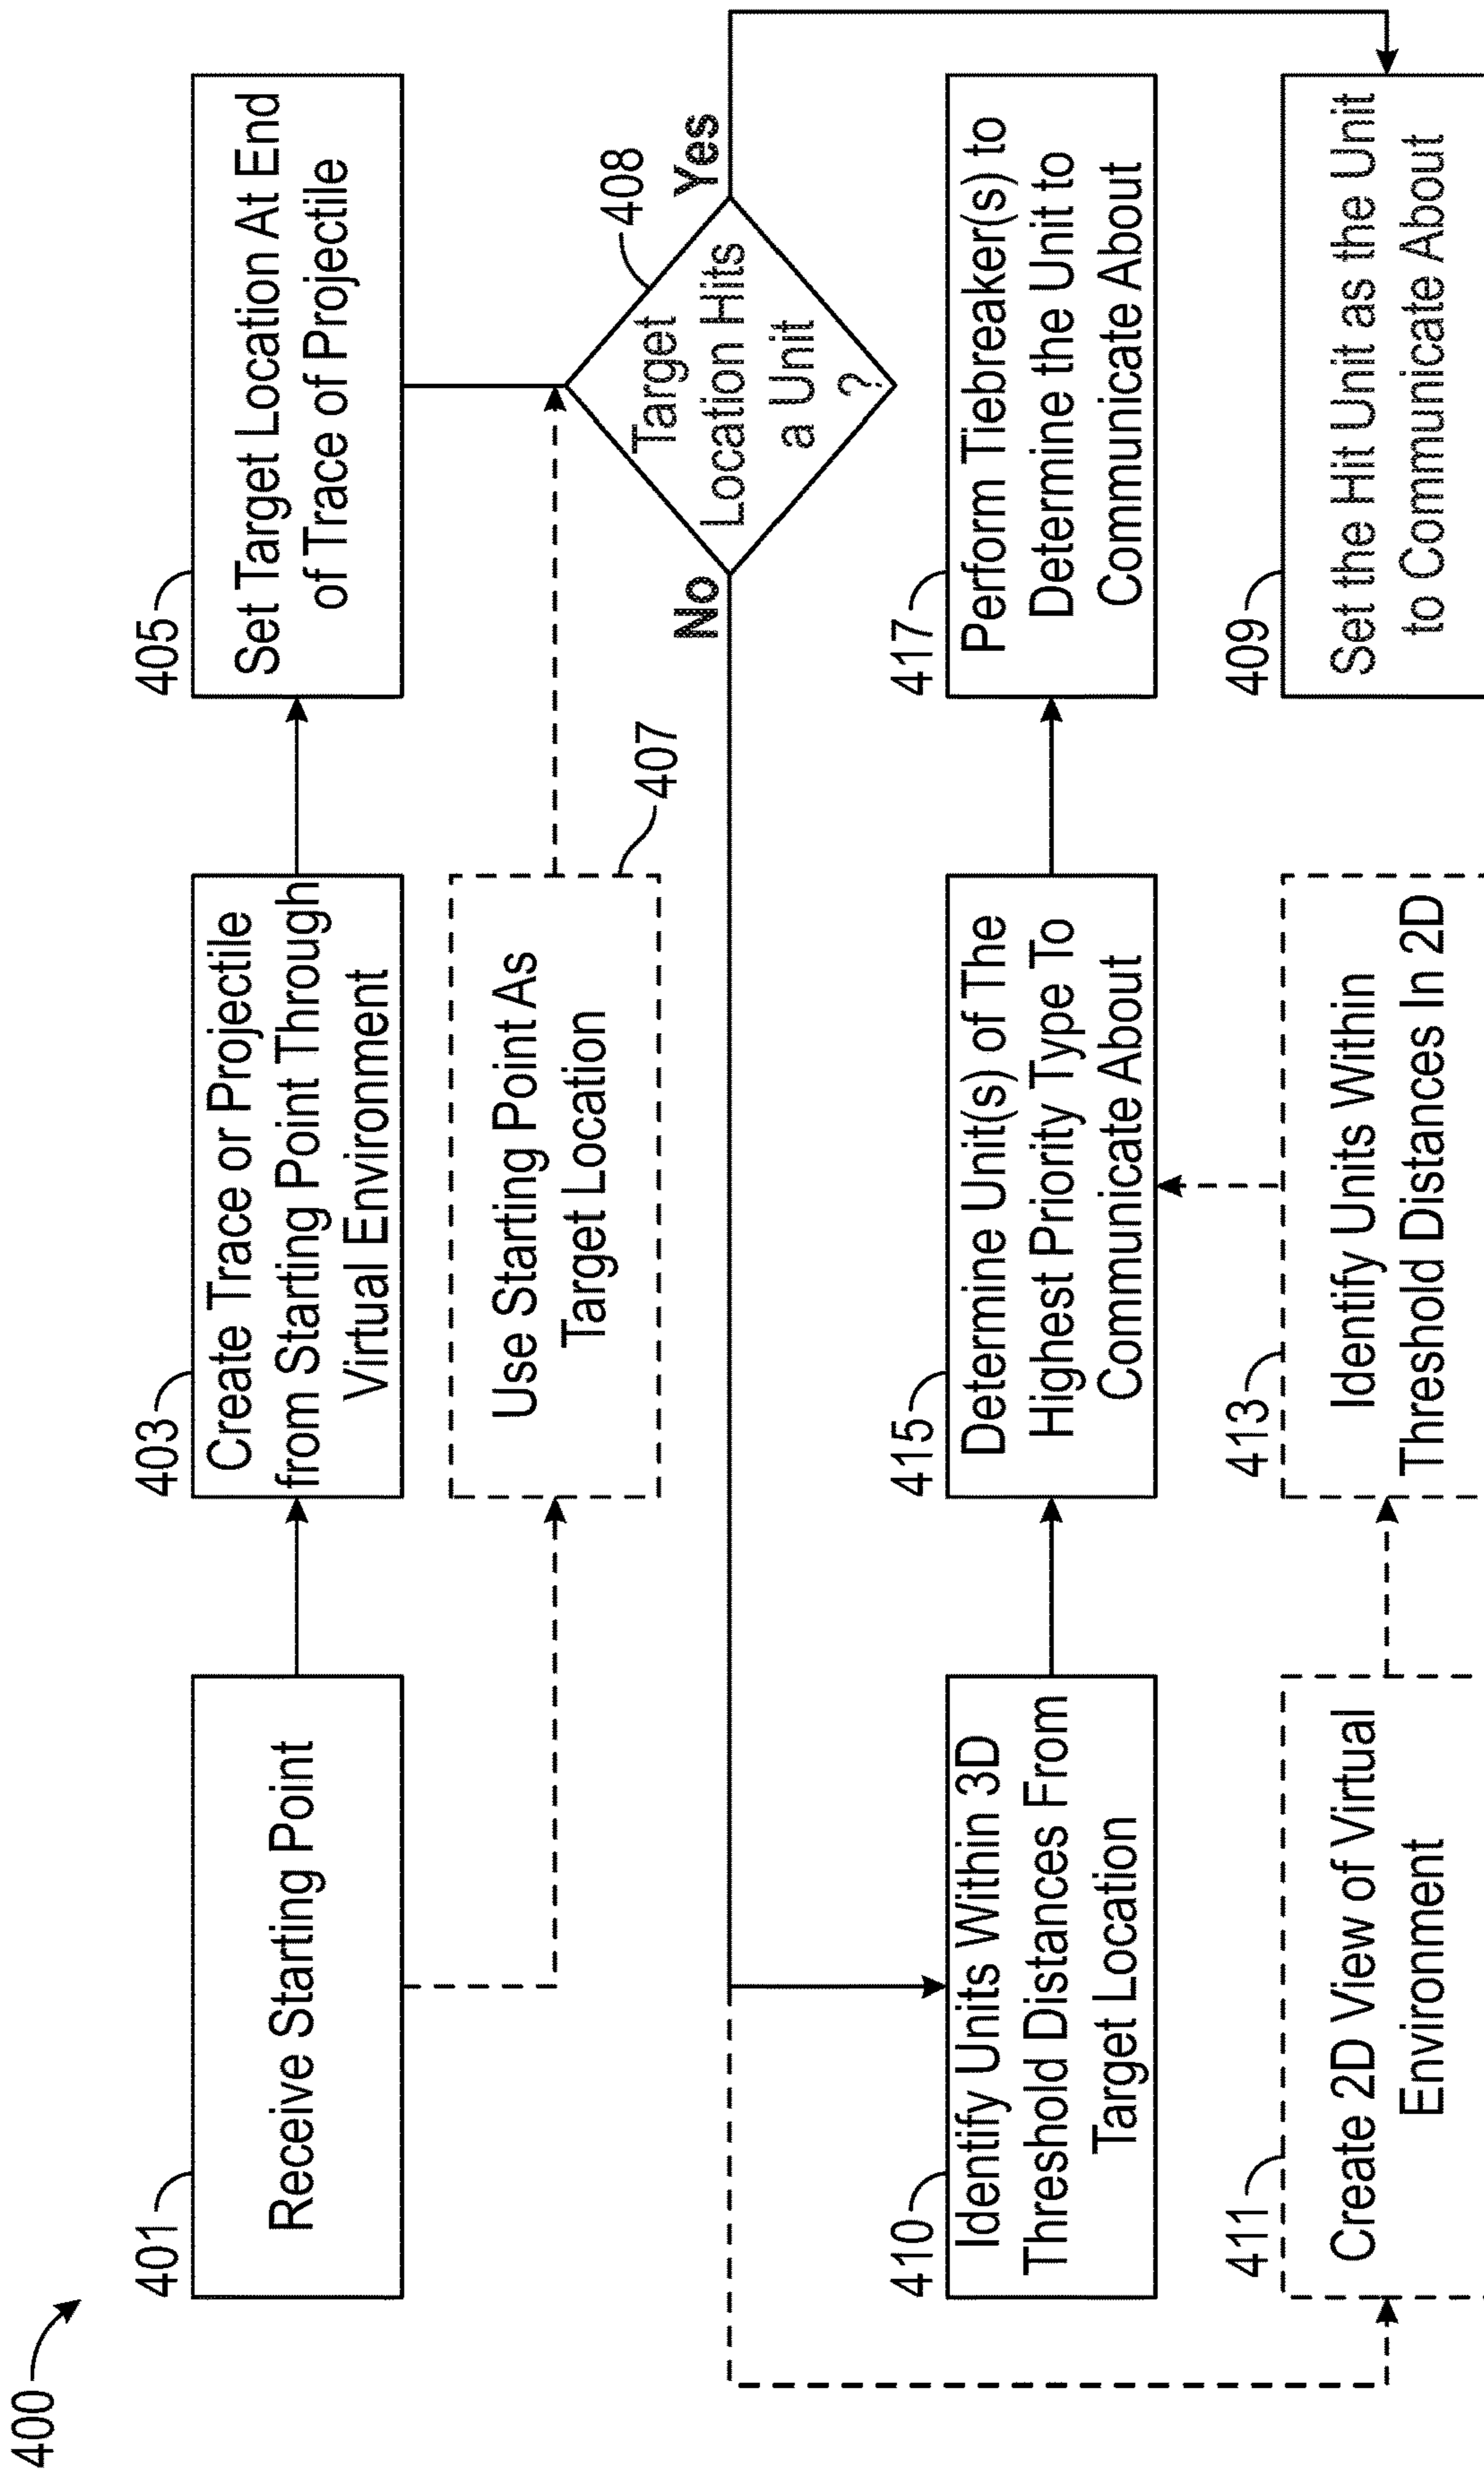 400
401
Receive Starting Point
403
Create Trace or Projectile
from Starting Point Through
Virtual Environment
405
Set Target Location At End
of Trace of Projectile
Use Starting Point As
Target Location
407
408
Target
Location Hits
a Unit
?
No
Yes
410
Identify Units Within 3D
Threshold Distances From
Target Location
415
Determine Unit(s) of The
Highest Priority Type To
Communicate About
417
Perform Tiebreaker(s) to
Determine the Unit to
Communicate About
411
Create 2D View of Virtual
Environment
413
Identify Units Within
Threshold Distances In 2D
409
Set the Hit Unit as the Unit
to Communicate About